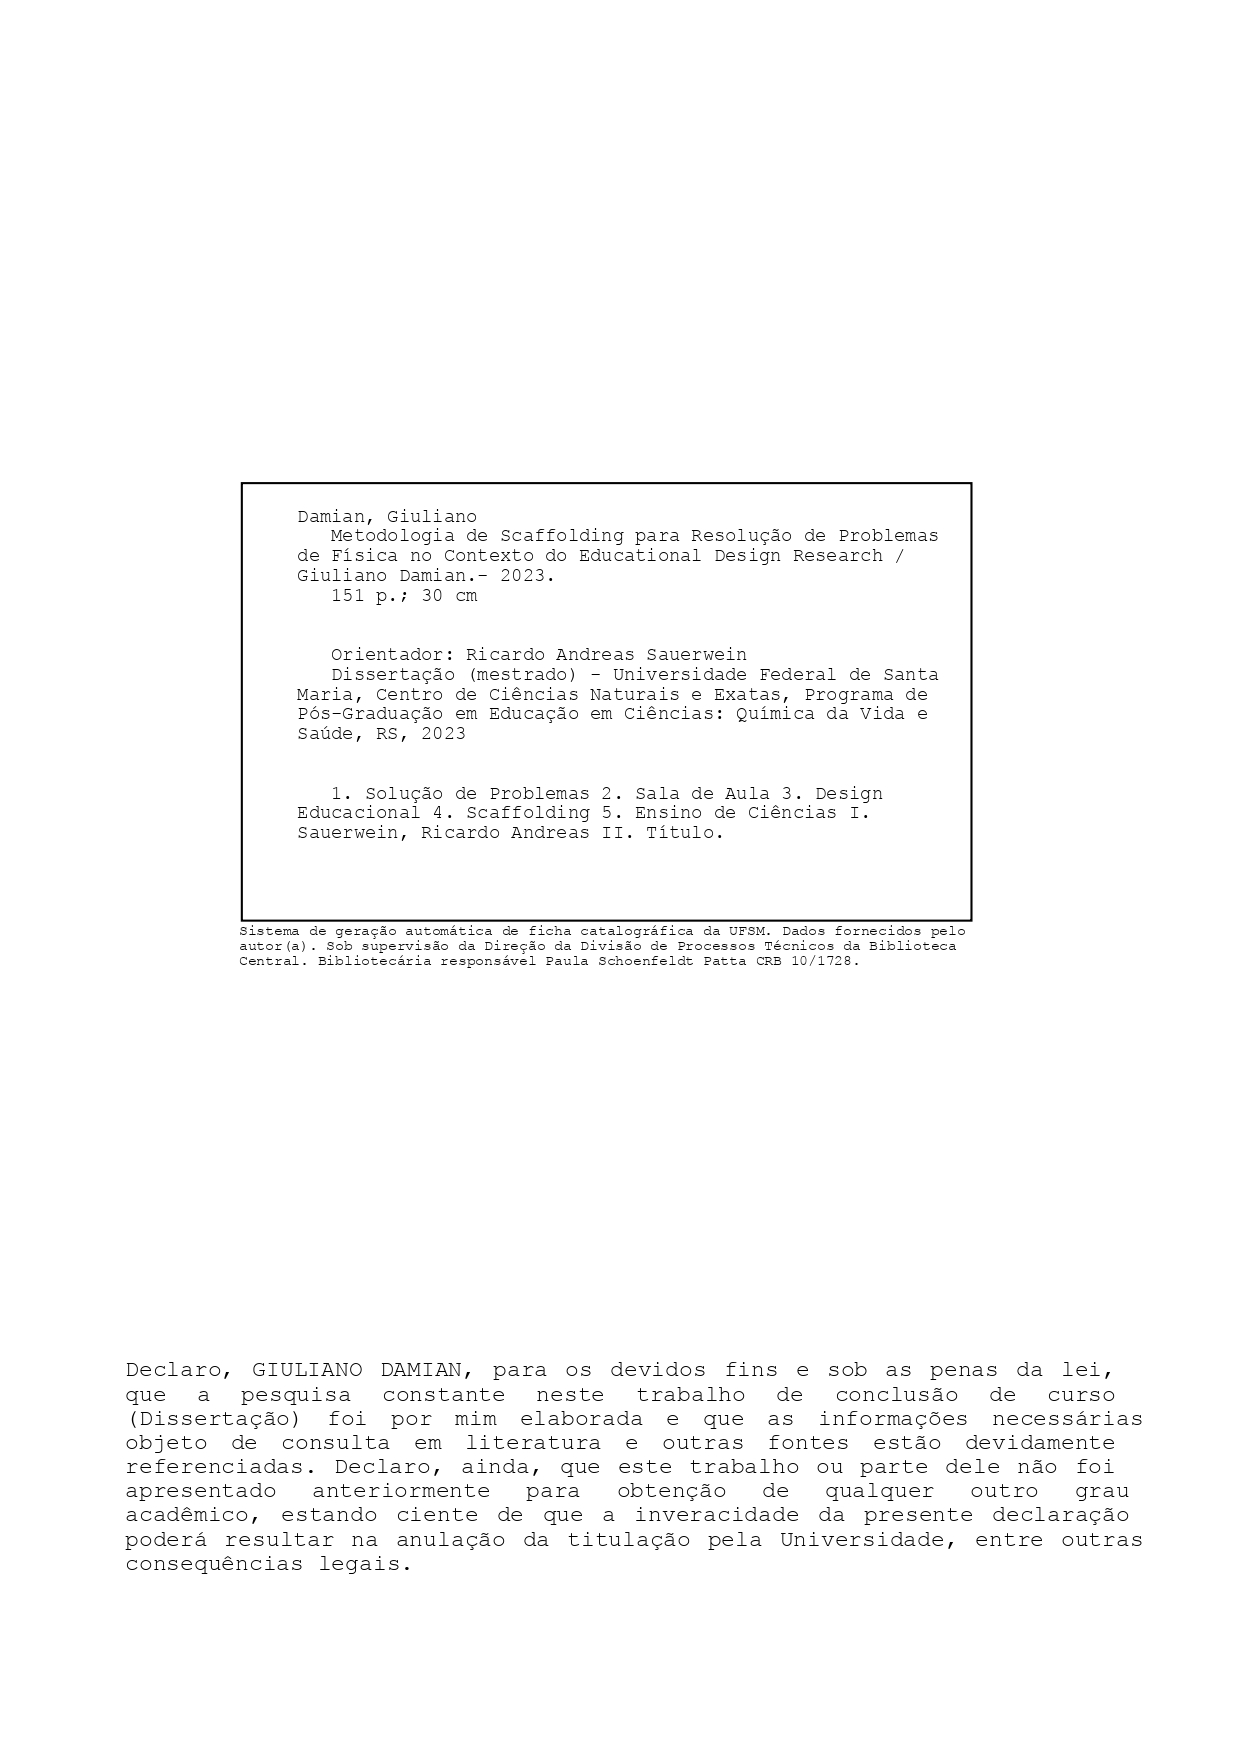 Damian, Giuliano
Metodologia de Scaffolding para Resolução de Problemas
de Física no Contexto do Educational Design Research /
Giuliano Damian.- 2023.
151 p.; 30 cm
Orientador: Ricardo Andreas Sauerwein
Dissertação (mestrado) - Universidade Federal de Santa
Maria, Centro de Ciências Naturais e Exatas, Programa de
Pós-Graduação em Educação em Ciências: Química da Vida e
Saúde, RS, 2023
1. Solução de Problemas 2. Sala de Aula 3. Design
Educacional 4. Scaffolding 5. Ensino de Ciências I.
Sauerwein, Ricardo Andreas II. Título.
Sistema de geração automática de ficha catalográfica da UFSM. Dados fornecidos pelo
autor(a). Sob supervisão da Direção da Divisão de Processos Técnicos da Biblioteca
Central. Bibliotecária responsável Paula Schoenfeldt Patta CRB 10/1728.
Declaro, GIULIANO DAMIAN, para os devidos fins e sob as penas da lei,
que a pesquisa constante neste trabalho de conclusão de curso
(Dissertação) foi por mim elaborada e que as informações necessárias
objeto de consulta em literatura e outras fontes estão devidamente
referenciadas. Declaro, ainda, que este trabalho ou parte dele não foi
apresentado anteriormente para obtenção de qualquer outro grau
acadêmico, estando ciente de que a inveracidade da presente declaração
poderá resultar na anulação da titulação pela Universidade, entre outras
consequências legais.